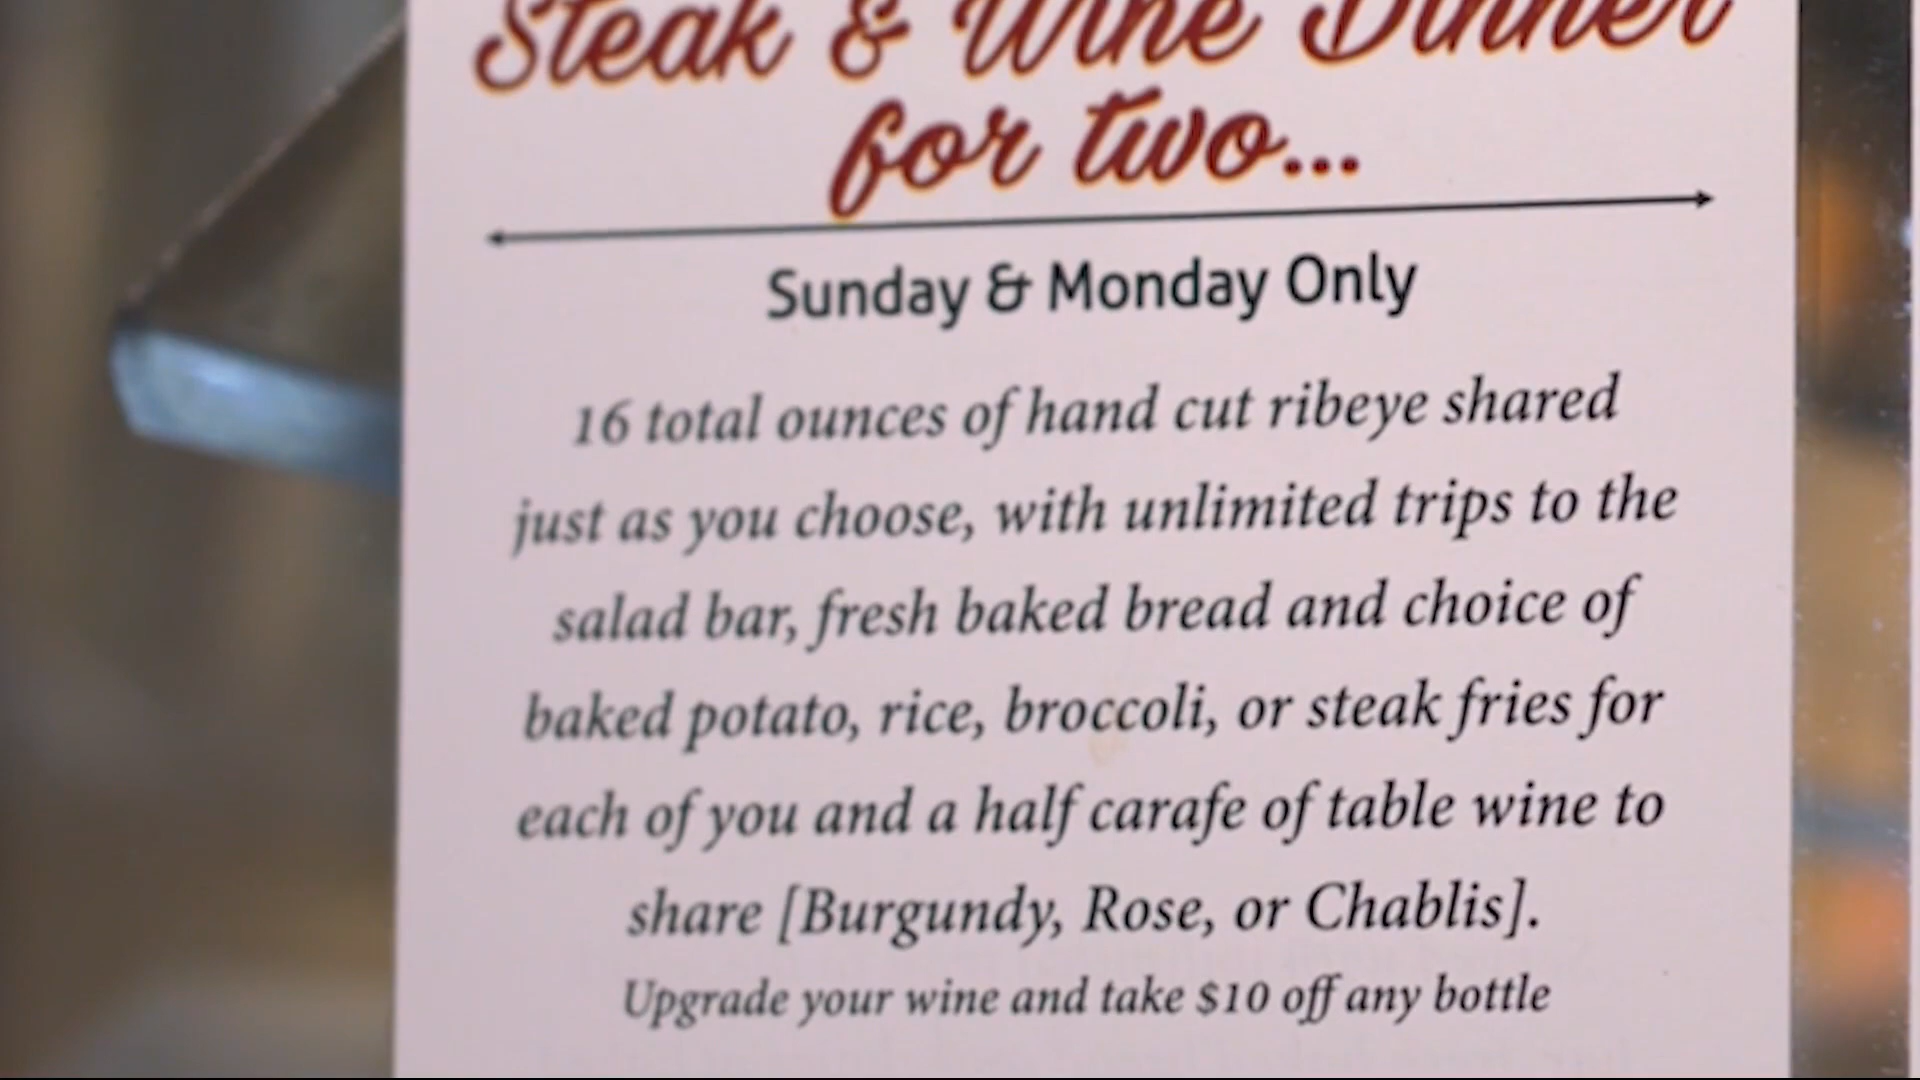 Steak & Wine Dinner
for two...
Sunday & Monday Only
16 total ounces of hand cut ribeye shared
just as you choose, with unlimited trips to the
salad bar, fresh baked bread and choice of
baked potato, rice, broccoli, or steak fries for
each of you and a half carafe of table wine to
share [Burgundy, Rose, or Chablis].
Upgrade your wine and take $10 off any bottle